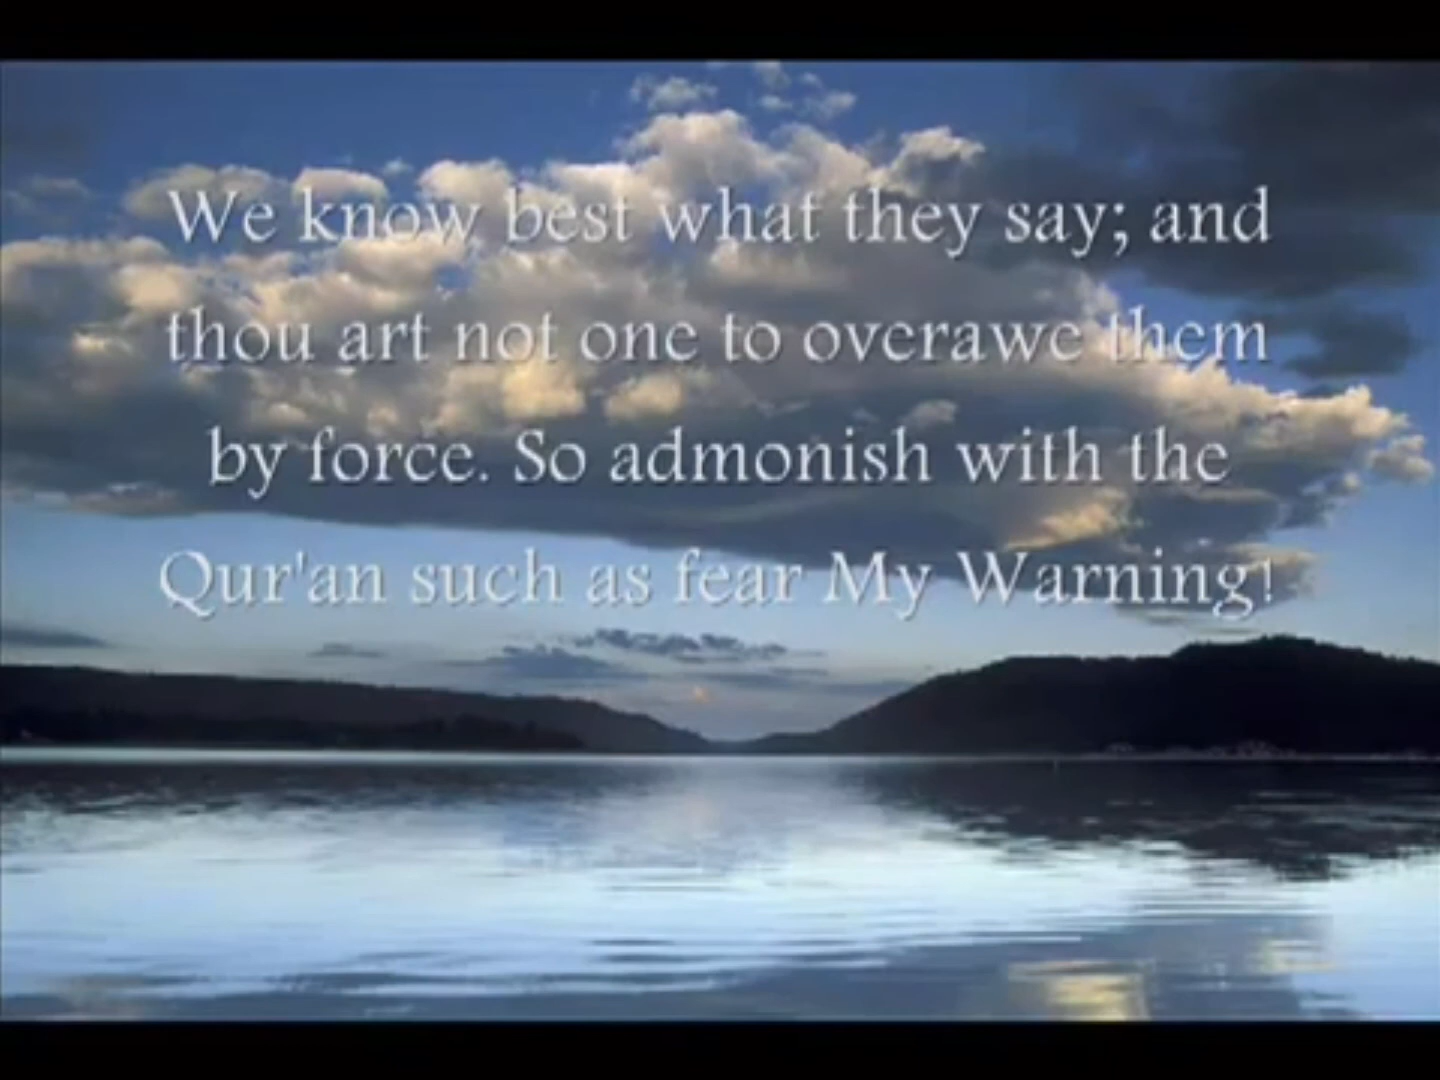 We know best what they say; and
thou art not one to overawe them
by force. So admonish with the
Qur'an such as fear My Warning!